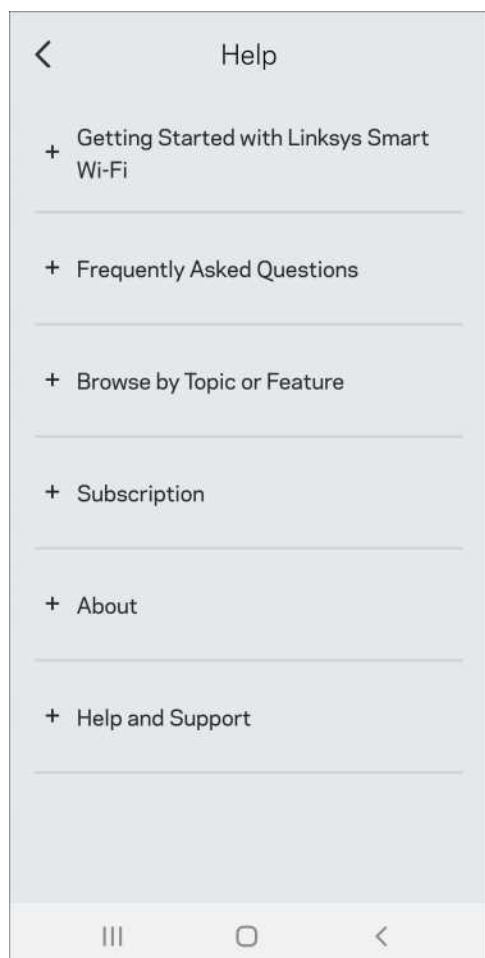 Help
Getting Started with Linksys Smart
Wi-Fi
Frequently Asked Questions
Browse by Topic or Feature
Subscription
About
Help and Support